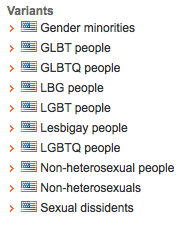 Variants
Gender minorities
GLBT people
GLBTQ people
LBG people
LGBT people
Lesbigay people
LGBTQ people
Non-heterosexual people
Non-heterosexuals
Sexual dissidents